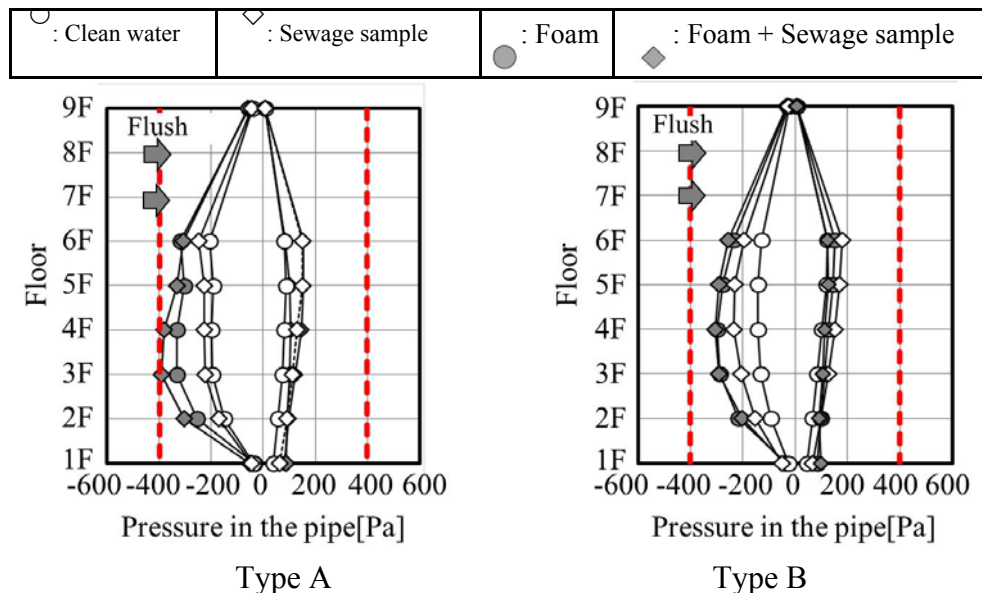 : Clean water : Sewage sample : Foam : Foam + Sewage sample
9F 9F
Flush Flush
8F 8F
7F 7F
6F 6F
5F 5F
4F 4F
3F 3F
2F 2F
1F 1F
Floor Floor
-600 -400 -200 0 200 400 600 -600 -400 -200 0 200 400 600
Pressure in the pipe[Pa] Pressure in the pipe[Pa]
Type A Type B